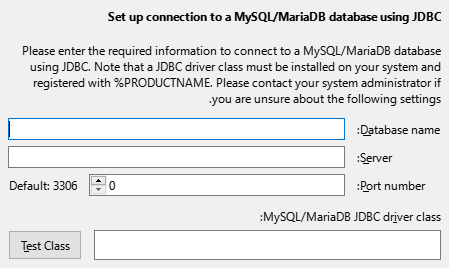 Set up connection to a MySQL/MariaDB database using JDBC
Please enter the required information to connect to a MySQL/MariaDB database
using JDBC. Note that a JDBC driver class must be installed on your system and
registered with %PRODUCTNAME. Please contact your system administrator if
.you are unsure about the following settings
:Database name
:Server
Default: 3306 0 :Port number
:MySQL/MariaDB JDBC driver class
Test Class